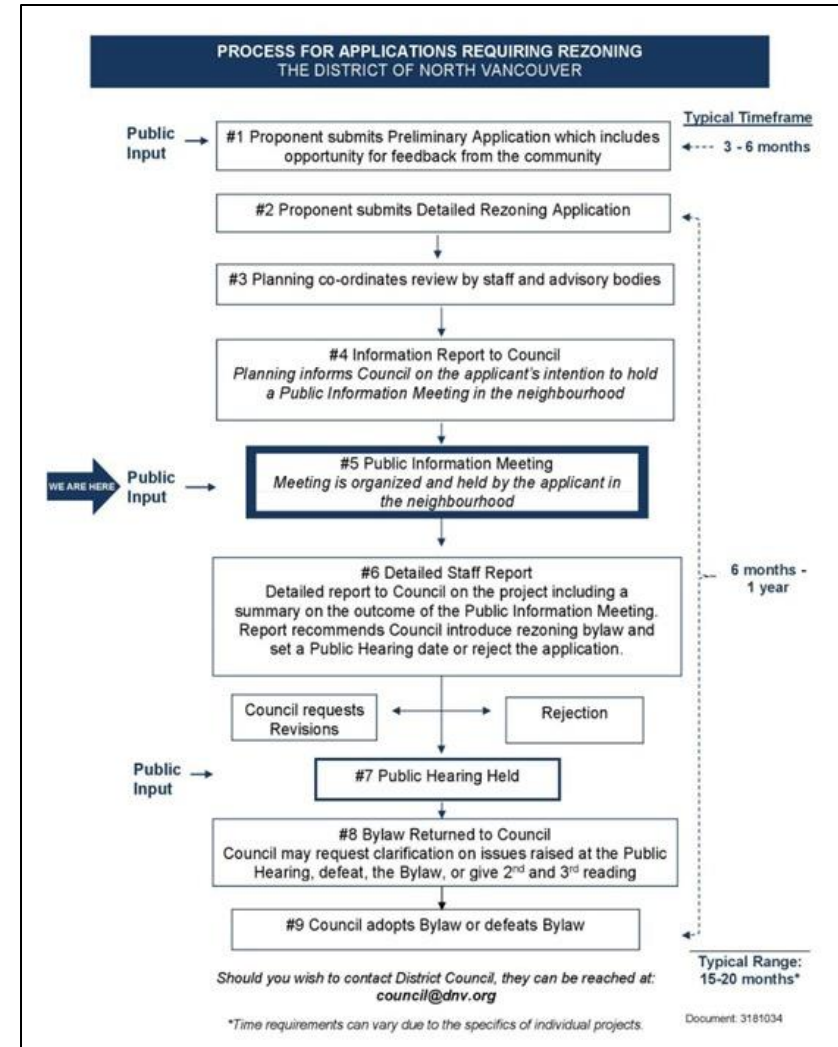 PROCESS FOR APPLICATIONS REQUIRING REZONING
THE DISTRICT OF NORTH VANCOUVER
Typical Timeframe
Public
Input
#1 Proponent submits Preliminary Application which includes
opportunity for feedback from the community
3 - 6 months
#2 Proponent submits Detailed Rezoning Application
#3 Planning co-ordinates review by staff and advisory bodies
#4 Information Report to Council
Planning informs Council on the applicant's intention to hold
a Public Information Meeting in the neighbourhood
WE ARE HERE
Public
Input
#5 Public Information Meeting
Meeting is organized and held by the applicant in
the neighbourhood
#6 Detailed Staff Report
Detailed report to Council on the project including a
summary on the outcome of the Public Information Meeting.
Report recommends Council introduce rezoning bylaw and
set a Public Hearing date or reject the application.
6 months -
1 year
Council requests
Revisions
Rejection
Public
Input
#7 Public Hearing Held
#8 Bylaw Returned to Council
Council may request clarification on issues raised at the Public
Hearing, defeat, the Bylaw, or give 2nd and 3rd reading
#9 Council adopts Bylaw or defeats Bylaw
Typical Range:
15-20 months*
Should you wish to contact District Council, they can be reached at:
council@dnv.org
*Time requirements can vary due to the specifics of individual projects.
Document: 3181034